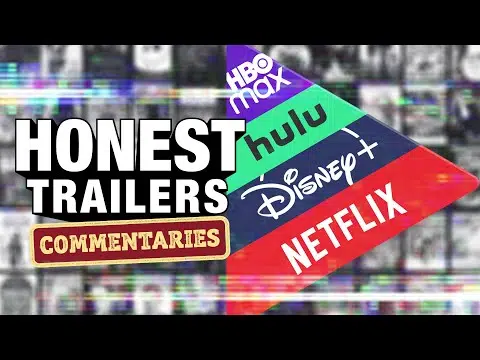 HONEST
TRAILERS
COMMENTARIES
HBO
max
hulu
Disney+
NETFLIX